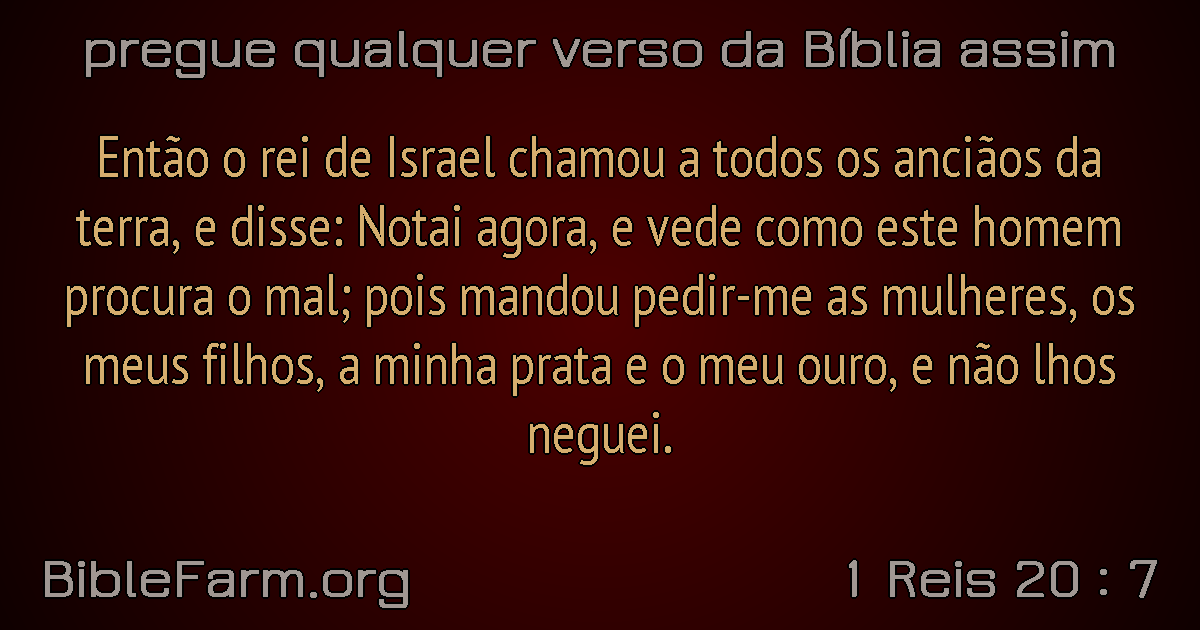 pregue qualquer verso da Bíblia assim
Então o rei de Israel chamou a todos os anciãos da
terra, e disse: Notai agora, e vede como este homem
procura o mal; pois mandou pedir-me as mulheres, os
meus filhos, a minha prata e o meu ouro, e não lhos
neguei.
BibleFarm.org
1 Reis 20 : 7